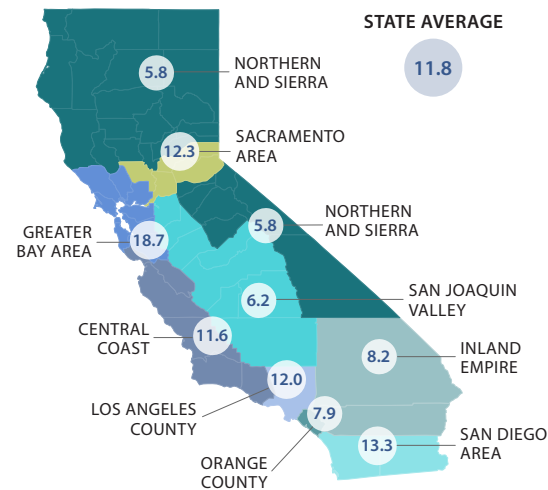 STATE AVERAGE
11.8
5.8
NORTHERN
AND SIERRA
12.3
SACRAMENTO
AREA
5.8
NORTHERN
AND SIERRA
GREATER
BAY AREA
18.7
6.2
SAN JOAQUIN
VALLEY
CENTRAL
COAST
11.6
8.2
INLAND
EMPIRE
12.0
LOS ANGELES
COUNTY
7.9
ORANGE
COUNTY
13.3
SAN DIEGO
AREA